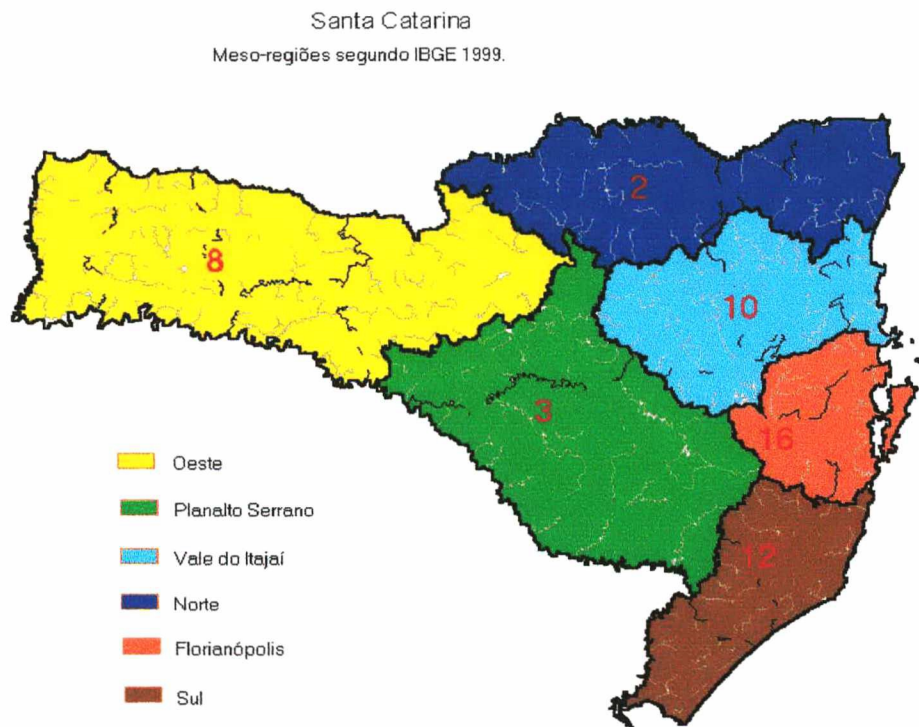 Santa Catarina
Meso-regiões segundo IBGE 1999.
2
8
10
3
16
12
Oeste
Planalto Serrano
Vale do Itajaí
Norte
Florianópolis
Sul